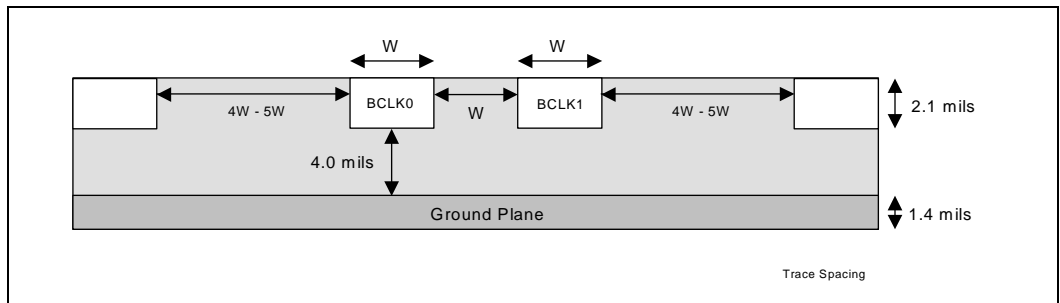 W
W
BCLK0
BCLK1
2.1 mils
4W - 5W
W
4W - 5W
4.0 mils
Ground Plane
1.4 mils
Trace Spacing